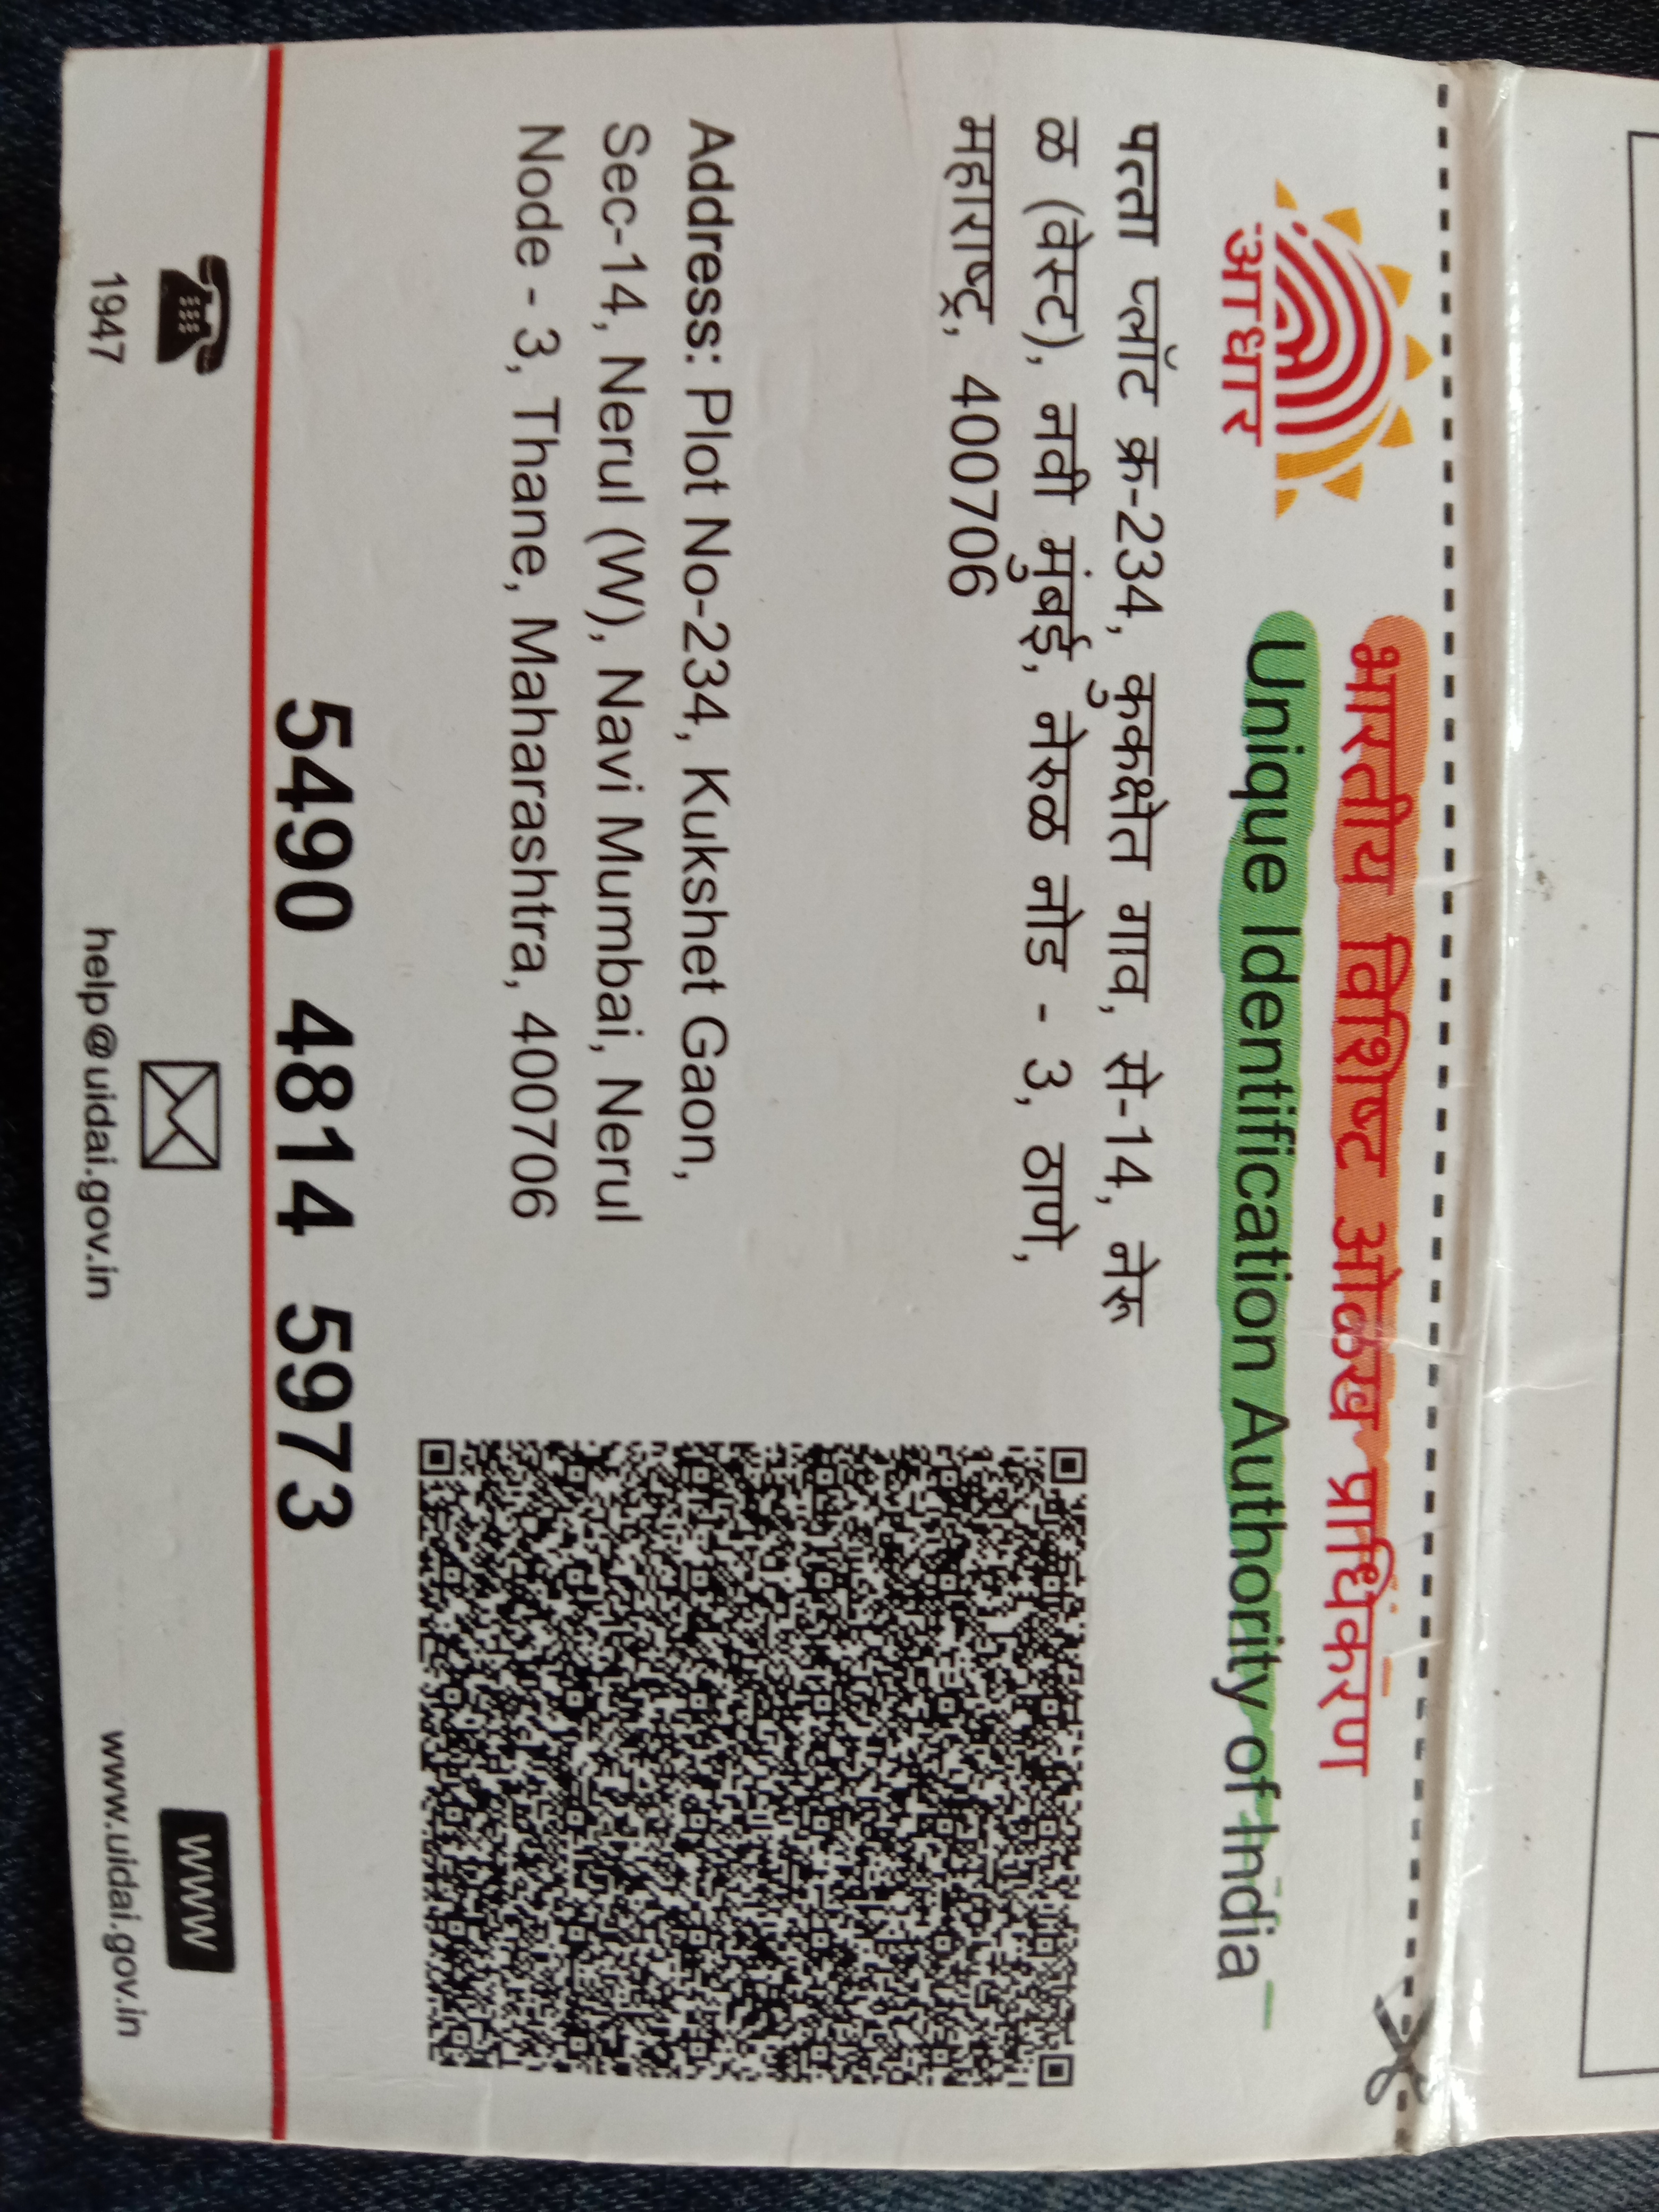 आधार
भारतीय विशिष्ट ओळख प्राधिकरण
Unique Identification Authority of India
पत्ता प्लॉट क्र-234, कुकक्षेत गाव, से-14, नेरू
ळ (वेस्ट), नवी मुंबई, नेरुळ नोड - 3, ठाणे,
महाराष्ट्र, 400706
Address: Plot No-234, Kukshet Gaon,
Sec-14, Nerul (W), Navi Mumbai, Nerul
Node - 3, Thane, Maharashtra, 400706
5490 4814 5973
1947
help@uidai.gov.in
WWW
www.uidai.gov.in